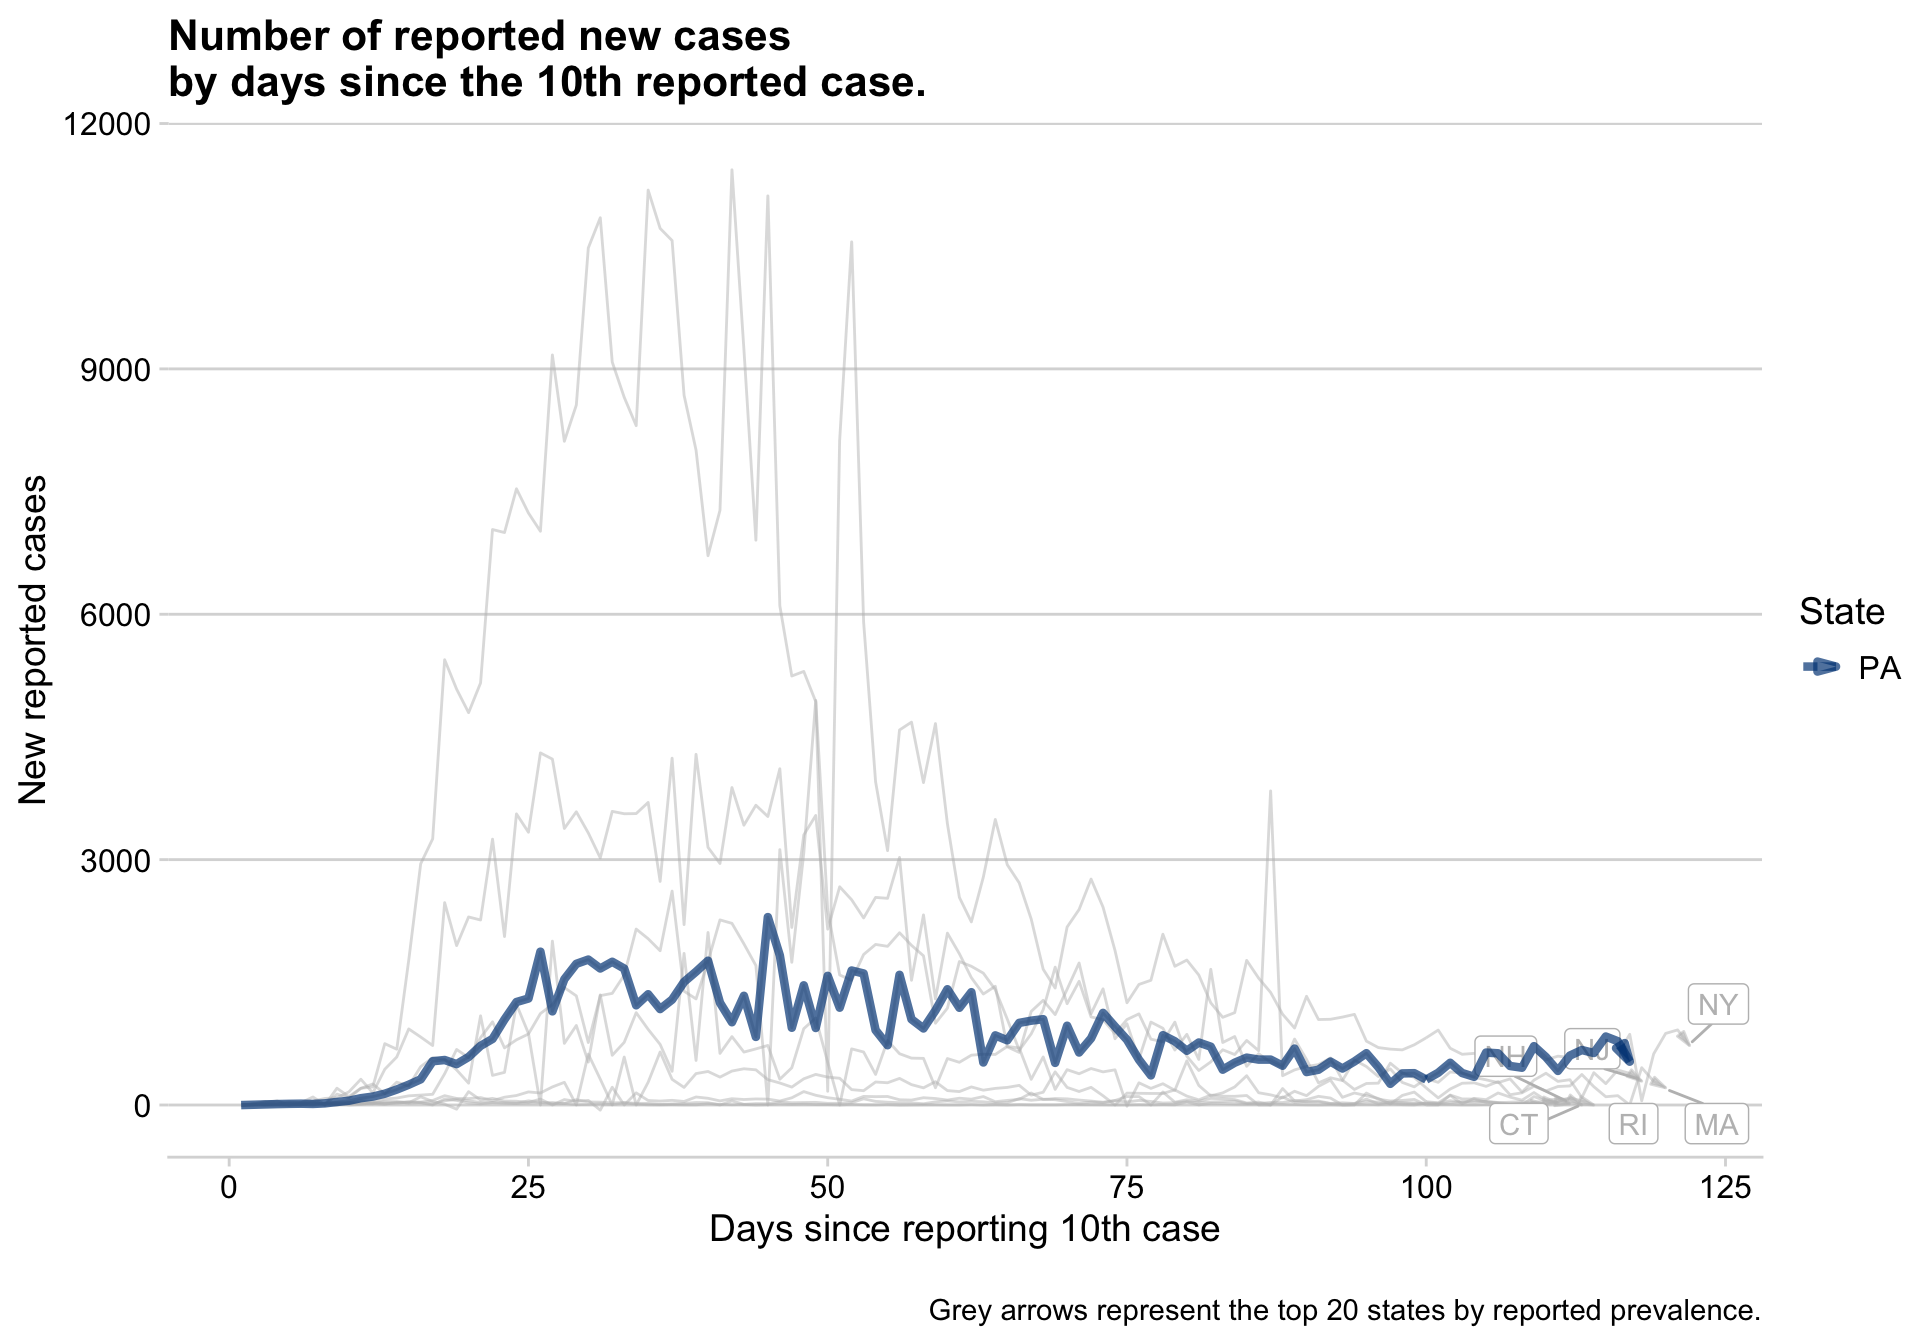 Number of reported new cases
by days since the 10th reported case.
12000
9000
6000
3000
0
New reported cases
0
25
50
75
100
125
Days since reporting 10th case
NY
NH
NJ
CT
RI
MA
State
PA
Grey arrows represent the top 20 states by reported prevalence.